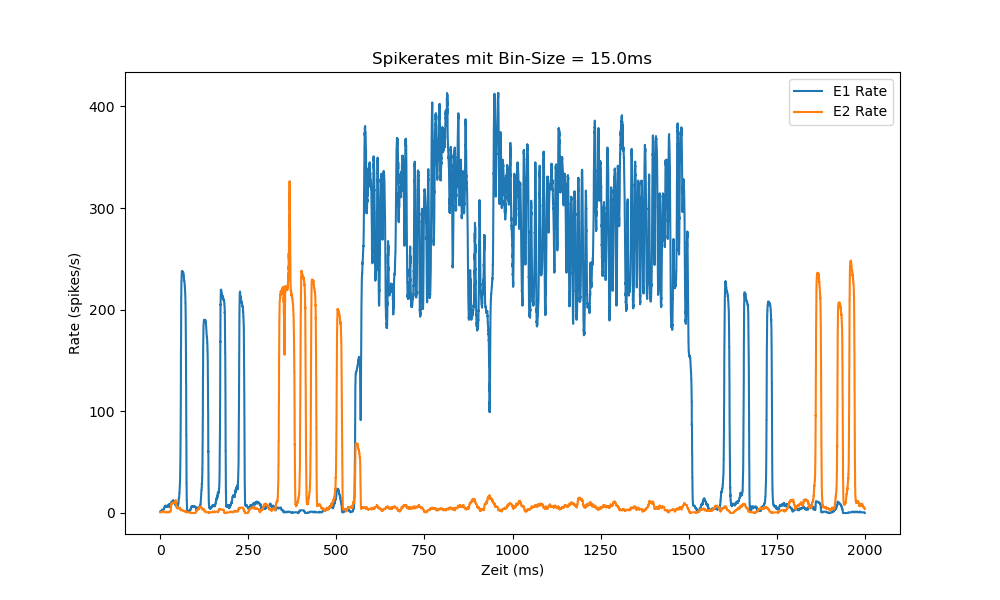 Spikerates mit Bin-Size = 15.0ms
E1 Rate
E2 Rate
400
300
200
100
0
Rate (spikes/s)
0 250 500 750 1000 1250 1500 1750 2000
Zeit (ms)